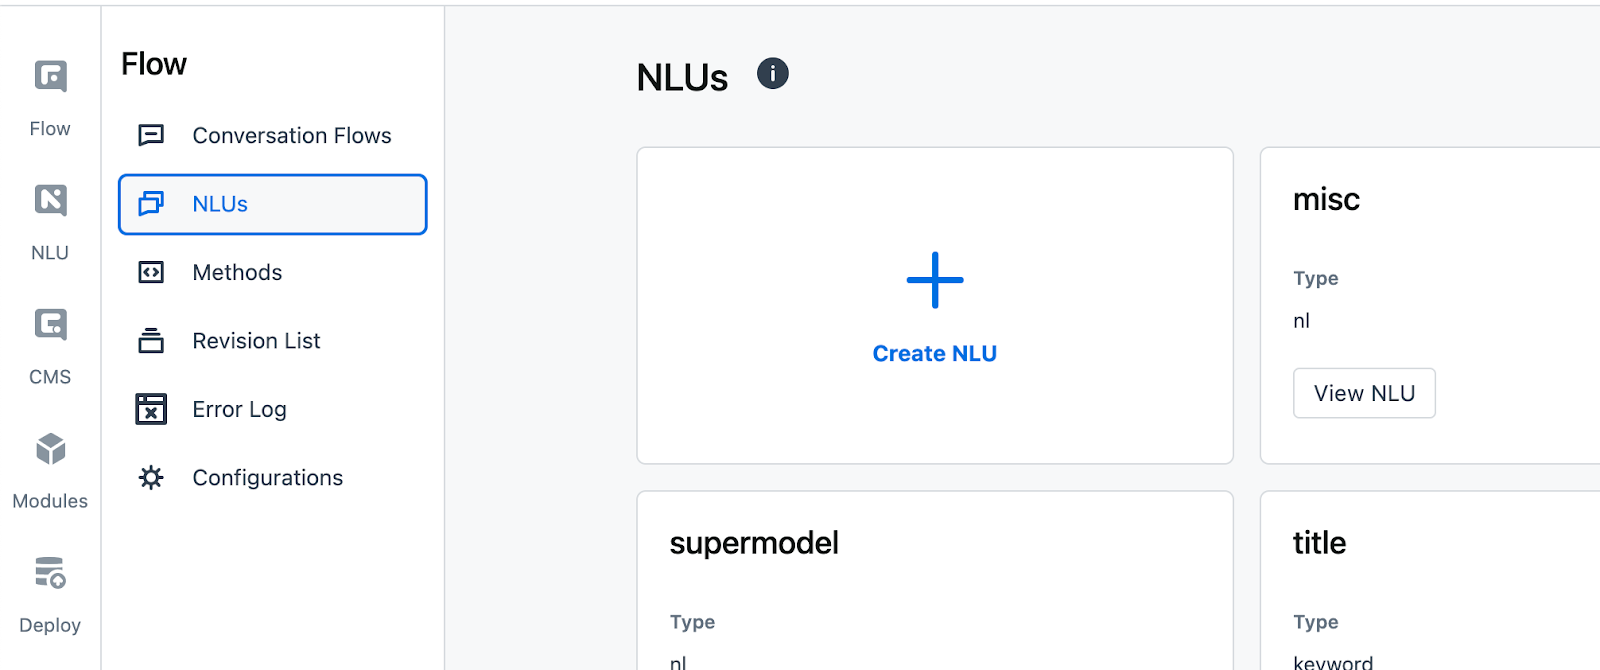 Flow
NLU
CMS
Modules
Deploy
Flow
Conversation Flows
NLUs
Methods
Revision List
Error Log
Configurations
NLUs
Create NLU
misc
Type
nl
View NLU
supermodel
Type
nl
title
Type
keyword